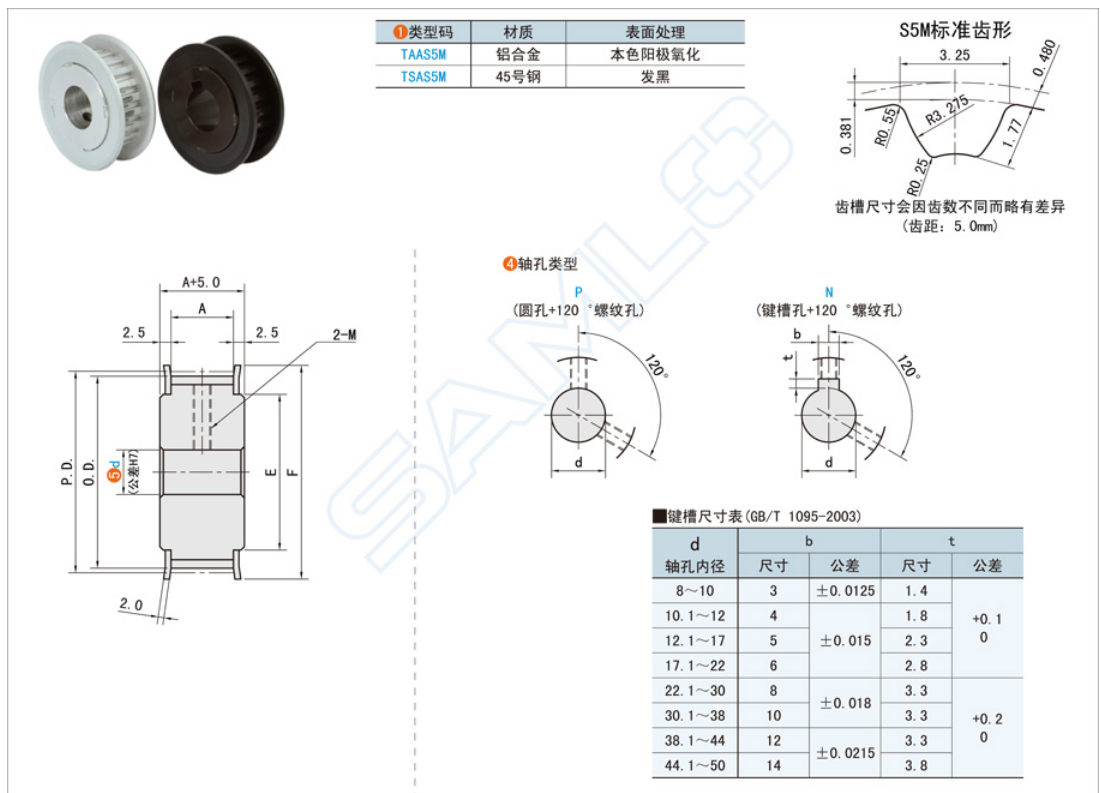 ①类型码 材质 表面处理
TAAS5M 铝合金 本色阳极氧化
TSAS5M 45号钢 发黑
S5M标准齿形
3.25
0.480
0.381
R0.55
R3.275
1.77
R0.25
齿槽尺寸会因齿数不同而略有差异
(齿距: 5.0mm)
A+5.0
A
2.5
2.5
2-M
P.D.
O.D.
⑤d
(公差H7)
E
F
2.0
④轴孔类型
P
(圆孔+120 °螺纹孔)
120°
d
N
(键槽孔+120 °螺纹孔)
b
t
120°
d
SAMLO
■键槽尺寸表(GB/T 1095-2003)
d b t
轴孔内径 尺寸 公差 尺寸 公差
8～10 3 ±0.0125 1.4 +0.1 0
10.1～12 4 ±0.015 1.8
12.1～17 5 2.3
17.1～22 6 2.8
22.1～30 8 ±0.018 3.3 +0.2 0
30.1～38 10 3.3
38.1～44 12 ±0.0215 3.3
44.1～50 14 3.8